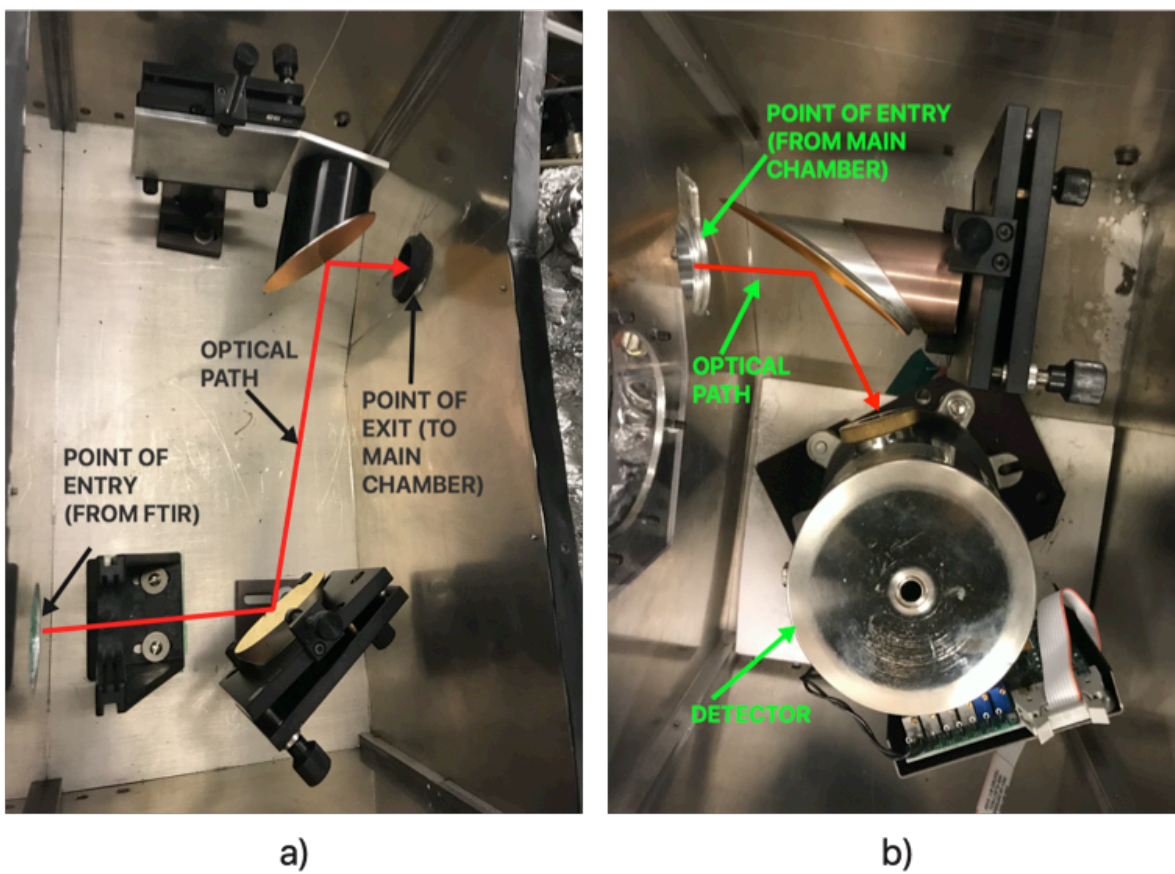 OPTICAL
PATH
POINT OF
EXIT (TO
MAIN
CHAMBER)
POINT OF
ENTRY
(FROM FTIR)
a)
POINT OF ENTRY
(FROM MAIN
CHAMBER)
OPTICAL
PATH
DETECTOR
b)